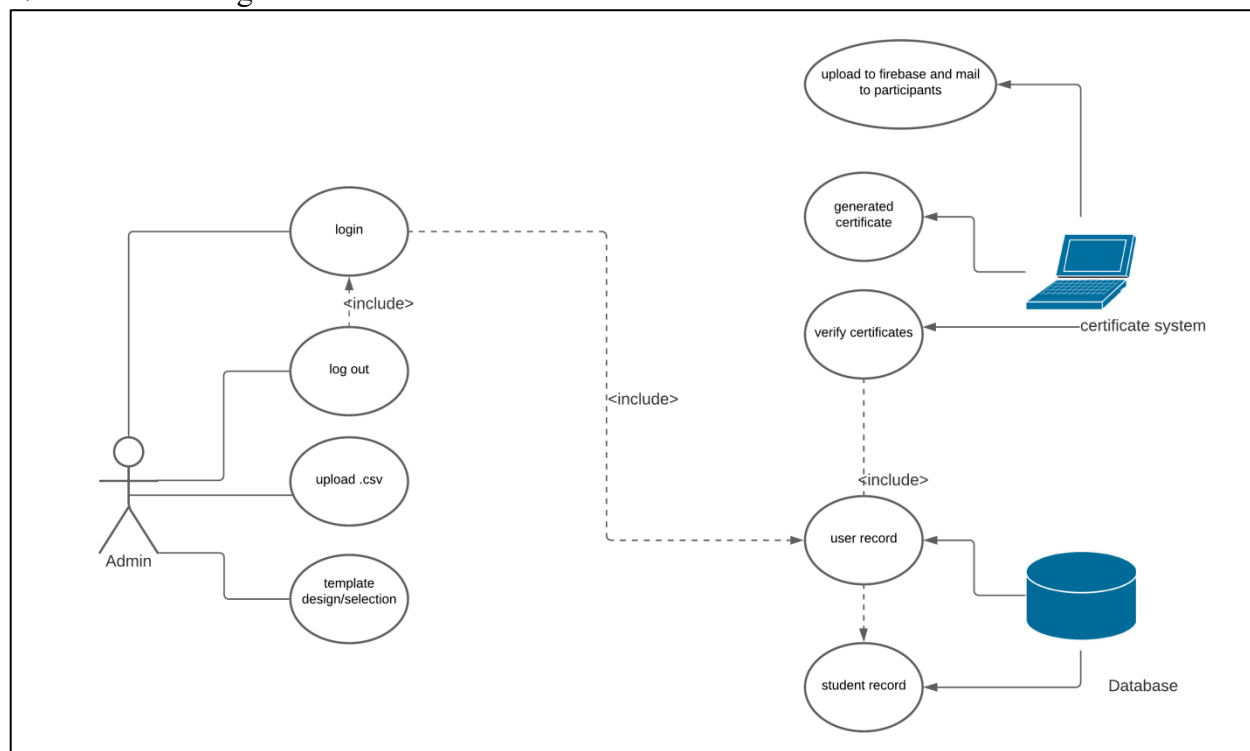 upload to firebase and mail
to participants
generated
certificate
login
<include>
verify certificates
certificate system
log out
<include>
upload .csv
<include>
user record
Admin
template
design/selection
student record
Database